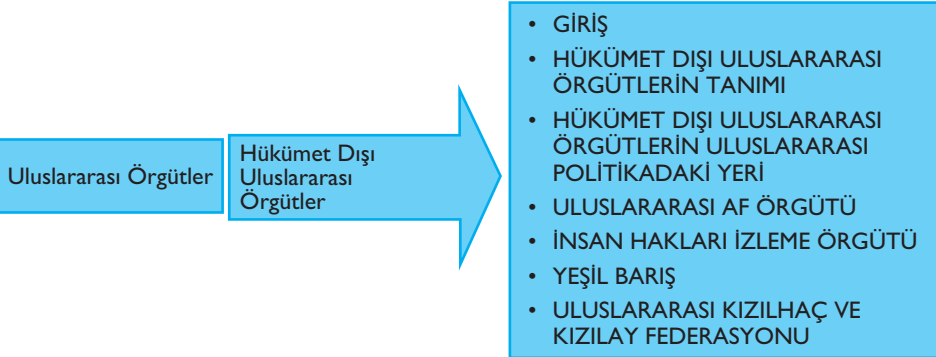 Uluslararası Örgütler
Hükümet Dışı
Uluslararası
Örgütler
• GİRİŞ
• HÜKÜMET DIŞI ULUSLARARASI
ÖRGÜTLERİN TANIMI
• HÜKÜMET DIŞI ULUSLARARASI
ÖRGÜTLERİN ULUSLARARASI
POLİTİKADAKİ YERİ
• ULUSLARARASI AF ÖRGÜTÜ
• İNSAN HAKLARI İZLEME ÖRGÜTÜ
• YEŞİL BARIŞ
• ULUSLARARASI KIZILHAÇ VE
KIZILAY FEDERASYONU